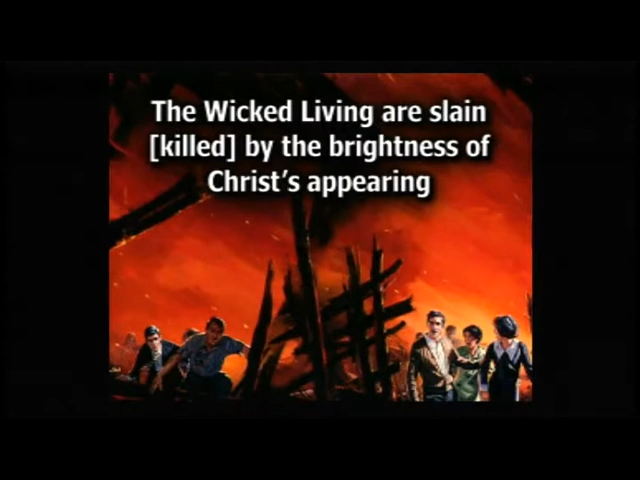 The Wicked Living are slain
[killed] by the brightness of
Christ's appearing